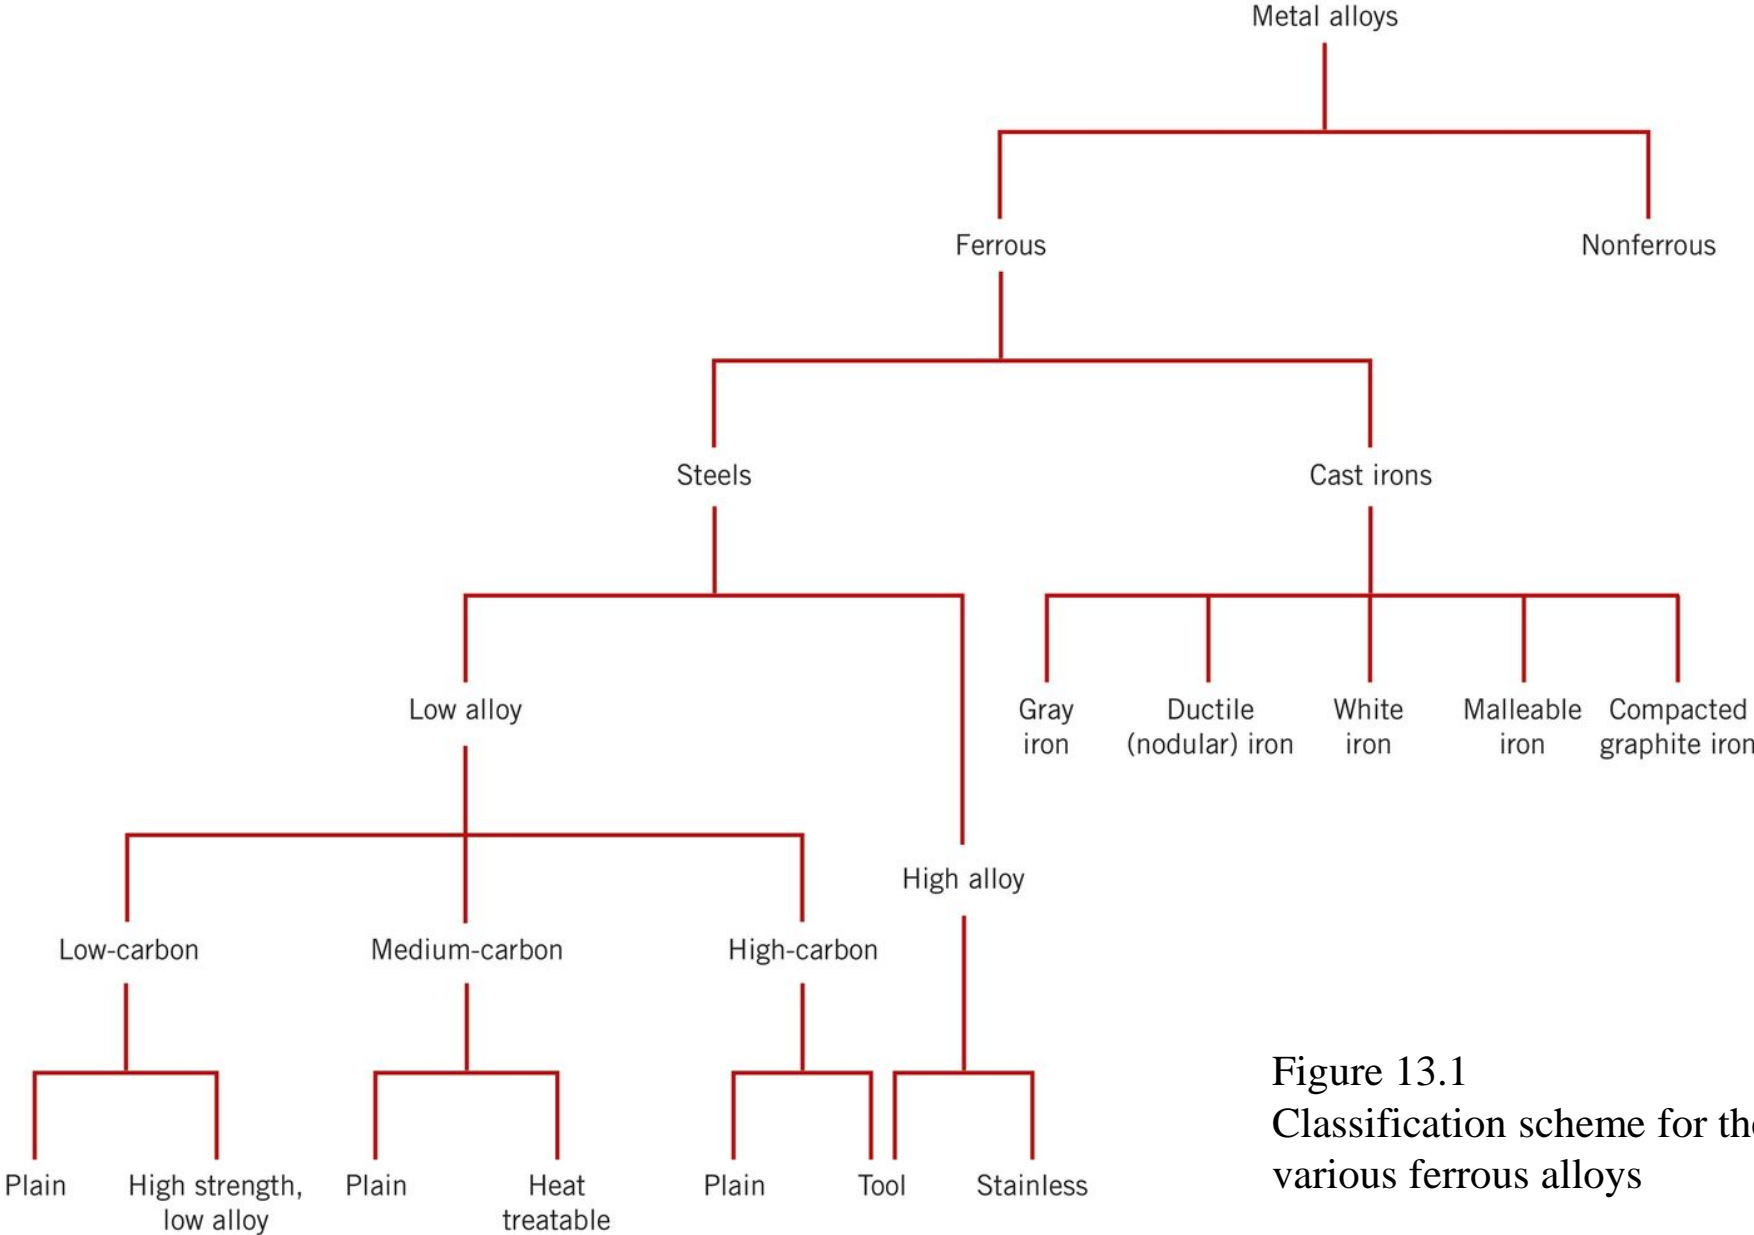 Metal alloys
Ferrous
Nonferrous
Steels
Cast irons
Low alloy
Gray
iron
Ductile
(nodular) iron
White
iron
Malleable
iron
Compacted
graphite iron
High alloy
Low-carbon
Medium-carbon
High-carbon
Plain
High strength,
low alloy
Plain
Heat
treatable
Plain
Tool
Stainless
Figure 13.1
Classification scheme for the
various ferrous alloys